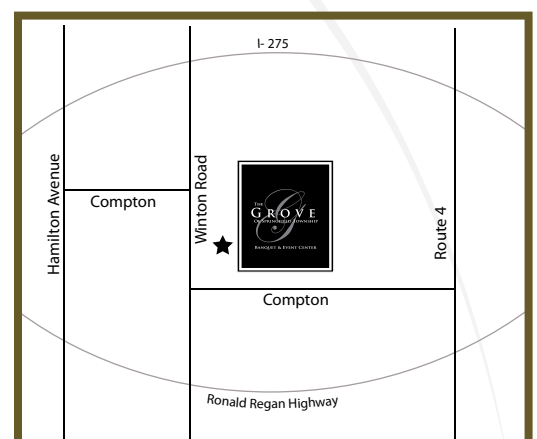 I- 275
Hamilton Avenue
Compton
Winton Road
THE
GROVE
OF SPRINGFIELD TOWNSHIP
BANQUET & EVENT CENTER
Route 4
Compton
Ronald Regan Highway